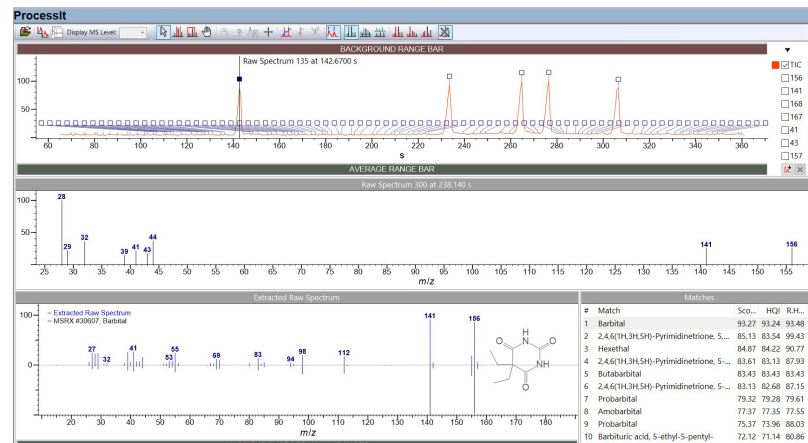 ProcessIt
Display MS Level:
BACKGROUND RANGE BAR
Raw Spectrum 135 at 142.6700 s
TIC
156
141
168
167
41
43
157
100
50
60 80 100 120 140 160 180 200 220 240 260 280 300 320 340 360
s
AVERAGE RANGE BAR
Raw Spectrum 300 at 238.140 s
100
50
28 29 32 39 41 43 44 141 156
25 30 35 40 45 50 55 60 65 70 75 80 85 90 95 100 105 110 115 120 125 130 135 140 145 150 155
m/z
Extracted Raw Spectrum
Extracted Raw Spectrum
MSRX #30607; Barbital
100
0
27 32 41 53 55 69 83 94 98 112 141 156
O H N O NH O
20 30 40 50 60 70 80 90 100 110 120 130 140 150 160 170 180
m/z
Matches
# Match Sco... HQI R.H...
1 Barbital 93.27 93.24 93.48
2 2,4,6(1H,3H,5H)-Pyrimidinetrione, 5,... 85.13 83.54 99.43
3 Hexethal 84.87 84.22 90.77
4 2,4,6(1H,3H,5H)-Pyrimidinetrione, 5-... 83.61 83.13 87.93
5 Butabarbital 83.43 83.43 83.43
6 2,4,6(1H,3H,5H)-Pyrimidinetrione, 5-... 83.13 82.68 87.15
7 Probarbital 79.32 79.28 79.61
8 Amobarbital 77.37 77.35 77.55
9 Probarbital 75.37 73.96 88.03
10 Barbituric acid, 5-ethyl-5-pentyl- 72.12 71.14 80.86